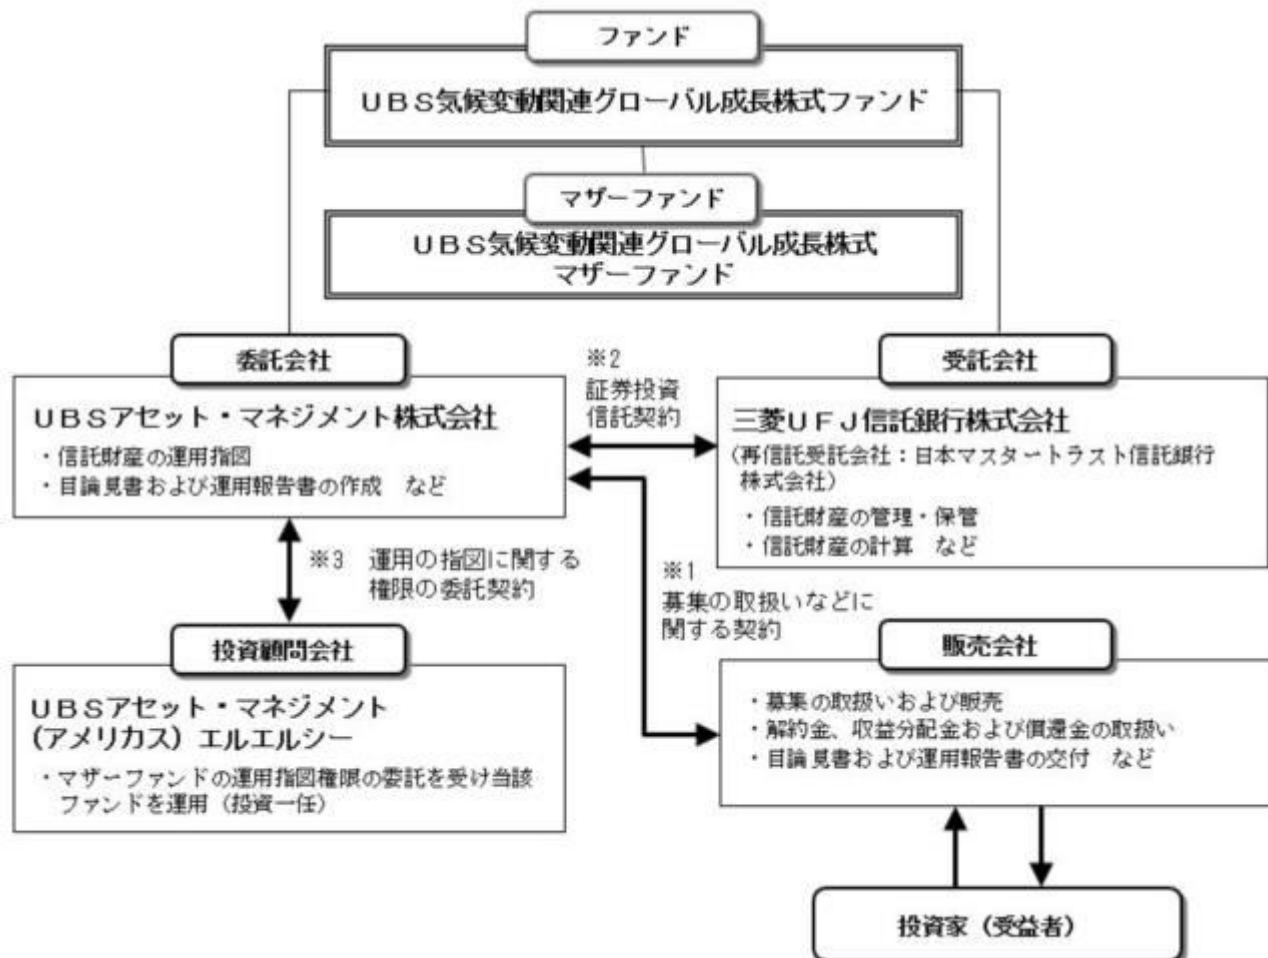 ファンド
UBS気候変動関連グローバル成長株式ファンド
マザーファンド
UBS気候変動関連グローバル成長株式
マザーファンド
委託会社
UBSアセット・マネジメント株式会社
・信託財産の運用指図
・目論見書および運用報告書の作成 など
※2
証券投資
信託契約
受託会社
三菱UFJ信託銀行株式会社
(再信託受託会社:日本マスタートラスト信託銀行
株式会社)
・信託財産の管理・保管
・信託財産の計算 など
※3 運用の指図に関する
権限の委託契約
※1
募集の取扱いなどに
関する契約
投資顧問会社
UBSアセット・マネジメント
(アメリカス)エルエルシー
・マザーファンドの運用指図権限の委託を受け当該
ファンドを運用(投資一任)
販売会社
・募集の取扱いおよび販売
・解約金、収益分配金および償還金の取扱い
・目論見書および運用報告書の交付 など
投資家(受益者)